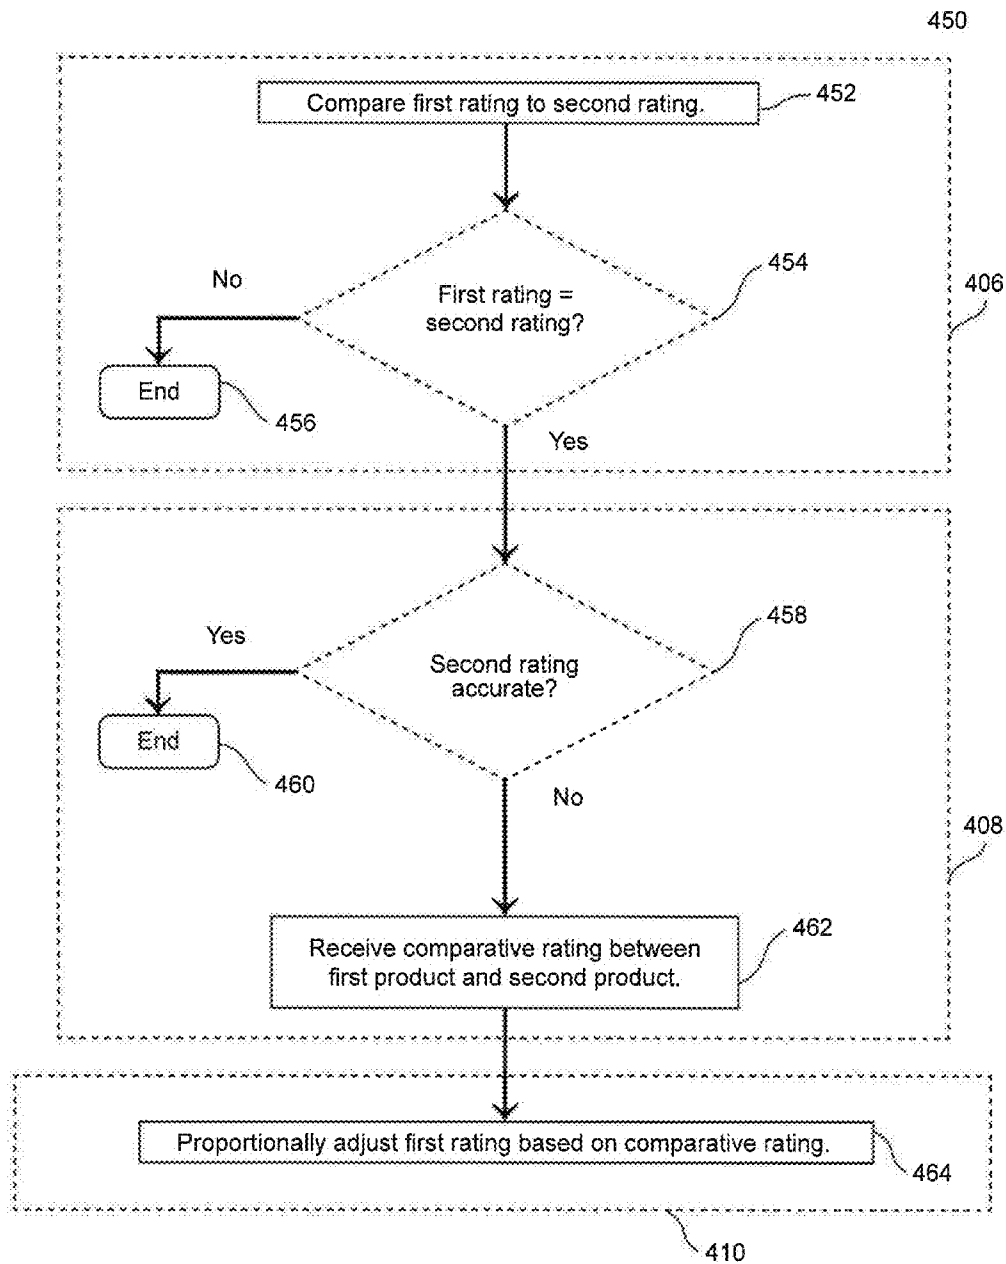 450
Compare first rating to second rating.
452
454
No
First rating =
second rating?
406
End
456
Yes
458
Yes
Second rating
accurate?
End
460
No
408
462
Receive comparative rating between
first product and second product.
Proportionally adjust first rating based on comparative rating.
464
410